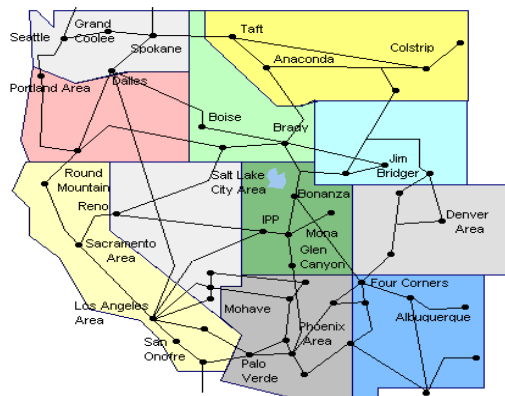 Grand
Coolee
Seattle
Spokane
Taft
Colstrip
Anaconda
Portland Area
Dalles
Boise
Brady
Jim
Bridger
Round
Mountain
Salt Lake
City Area
Bonanza
Reno
IPP
Mona
Denver
Area
Sacramento
Area
Glen
Canyon
Four Corners
Los Angeles
Area
Mohave
Phoenix
Area
Albuquerque
San
Onofre
Palo
Verde